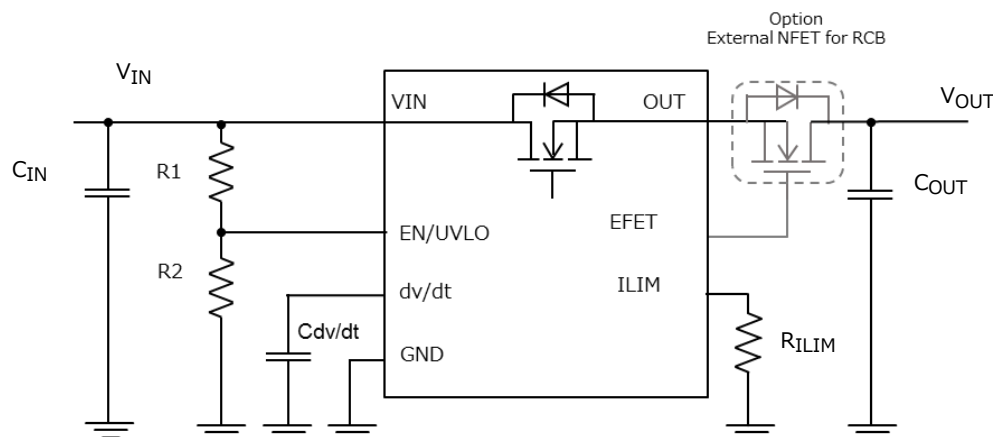 Option
External NFET for RCB
VIN
VIN
OUT
VOUT
CIN
R1
COUT
EFET
EN/UVLO
R2
ILIM
dv/dt
Cdv/dt
RILIM
GND